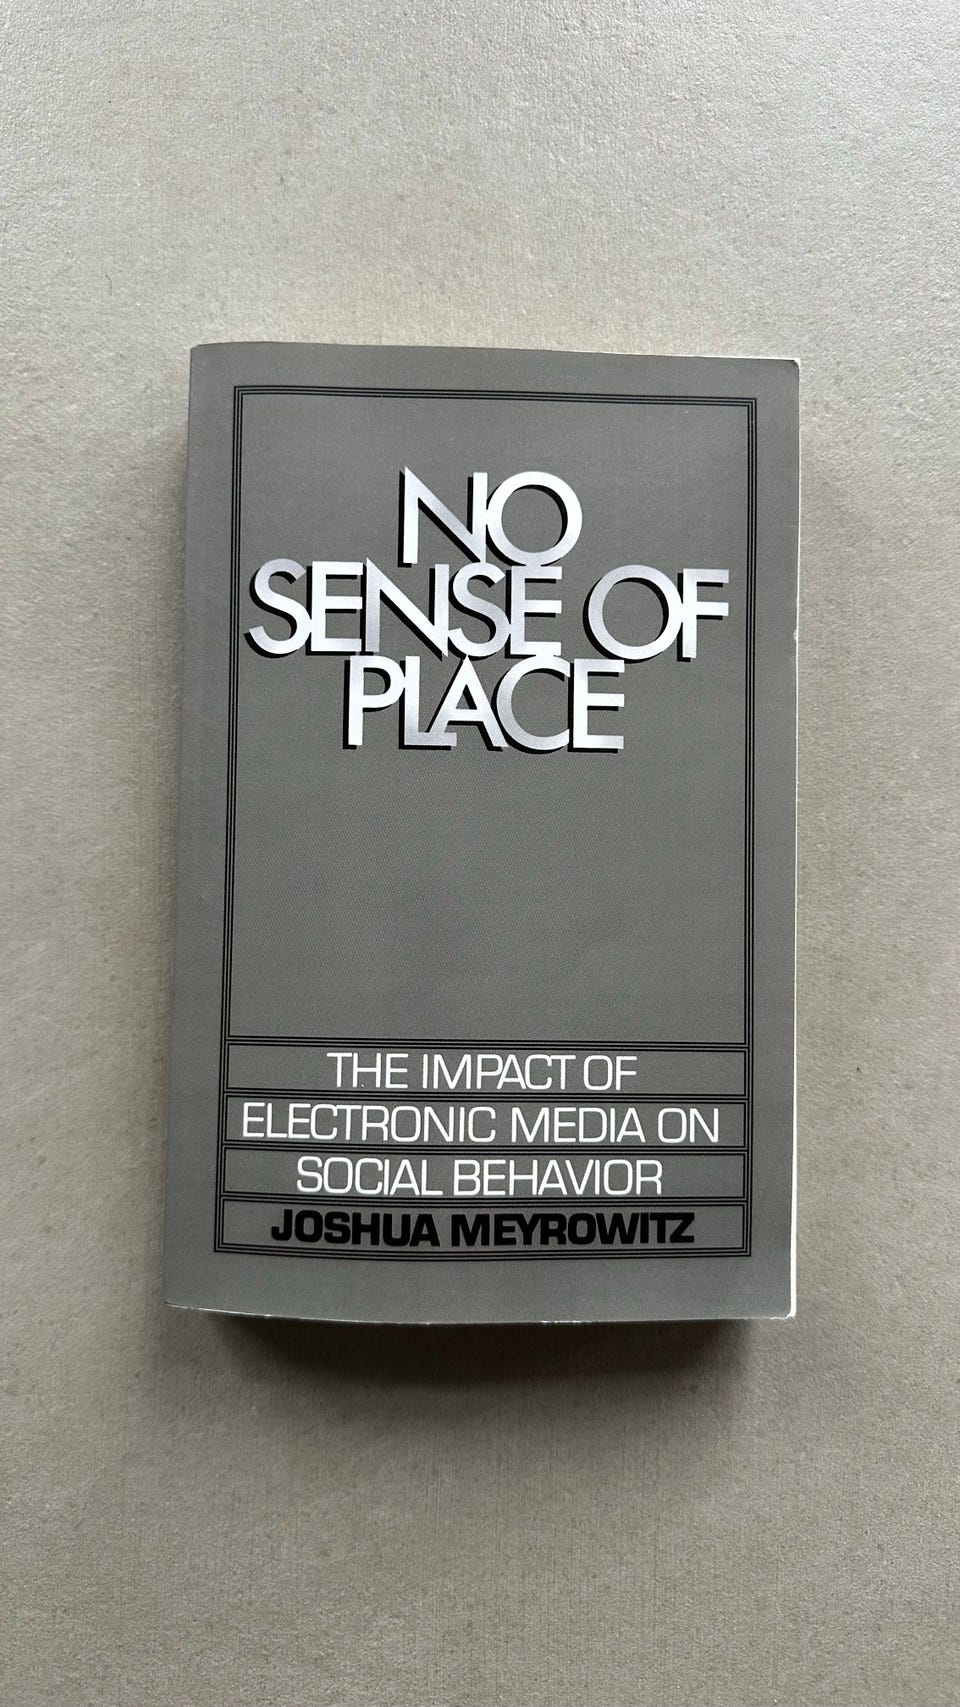 NO
SENSE OF
PLACE
THE IMPACT OF
ELECTRONIC MEDIA ON
SOCIAL BEHAVIOR
JOSHUA MEYROWITZ